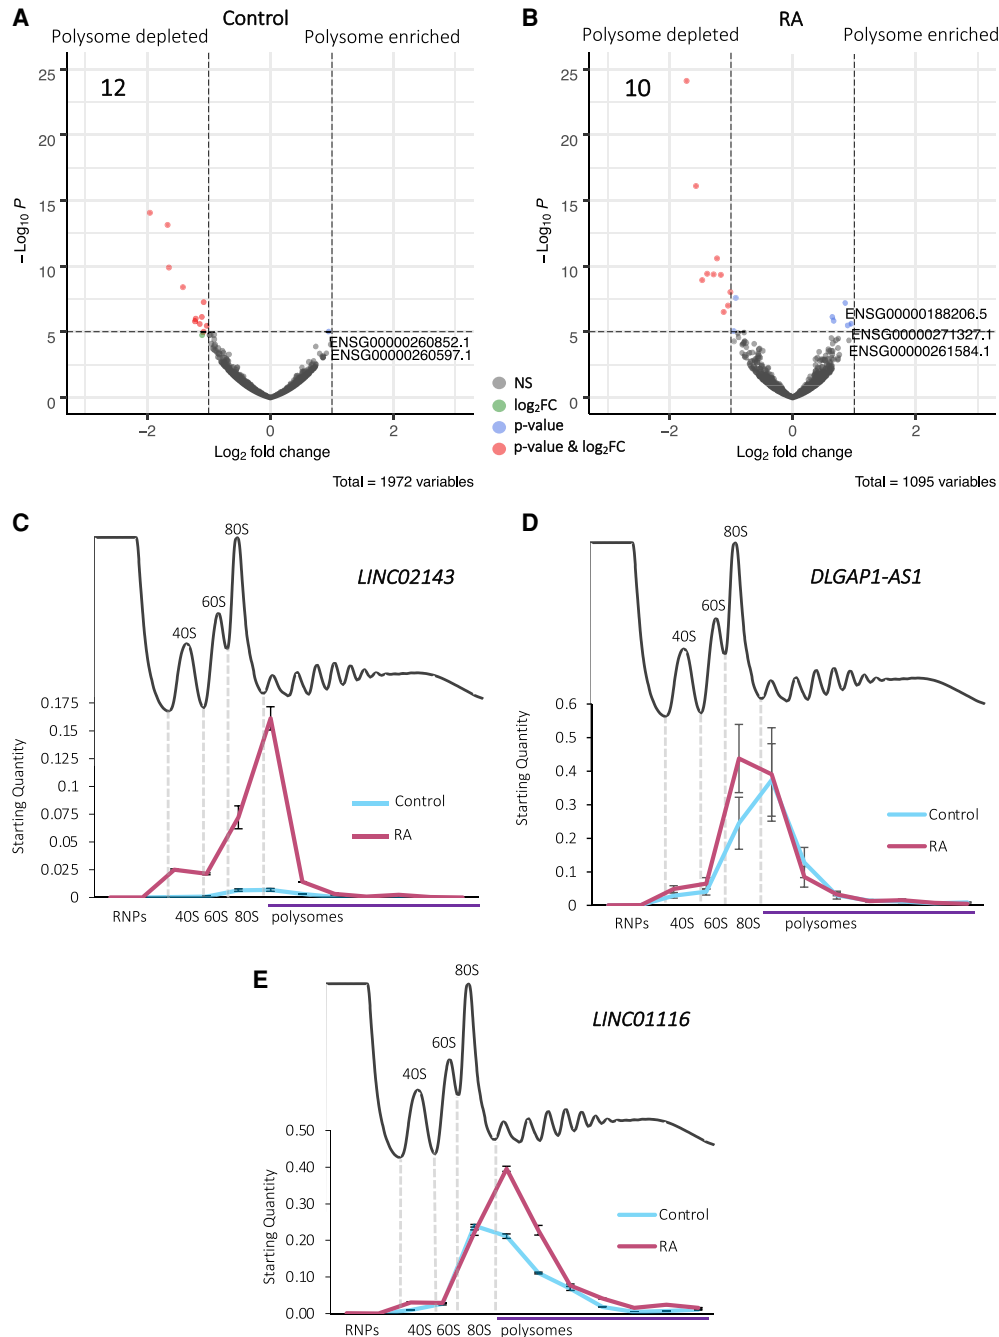 A
Control
Polysome depleted
Polysome enriched
12
25
20
15
10
5
0
−Log10 P
ENSG00000260852.1
ENSG00000260597.1
−2
0
2
Log2 fold change
Total = 1972 variables
B
RA
Polysome depleted
Polysome enriched
10
25
20
15
10
5
0
−Log10 P
ENSG00000188206.5
ENSG00000271327.1
ENSG00000261584.1
−2
0
2
Log2 fold change
Total = 1095 variables
NS
log2FC
p-value
p-value & log2FC
C
80S
60S
40S
LINC02143
0.175
0.15
0.125
0.1
0.075
0.05
0.025
0
Starting Quantity
Control
RA
RNPs
40S
60S
80S
polysomes
D
80S
60S
40S
DLGAP1-AS1
0.6
0.5
0.4
0.3
0.2
0.1
0
Starting Quantity
Control
RA
RNPs
40S
60S
80S
polysomes
E
80S
60S
40S
LINC01116
0.50
0.40
0.30
0.20
0.10
0.00
Starting Quantity
Control
RA
RNPs
40S
60S
80S
polysomes